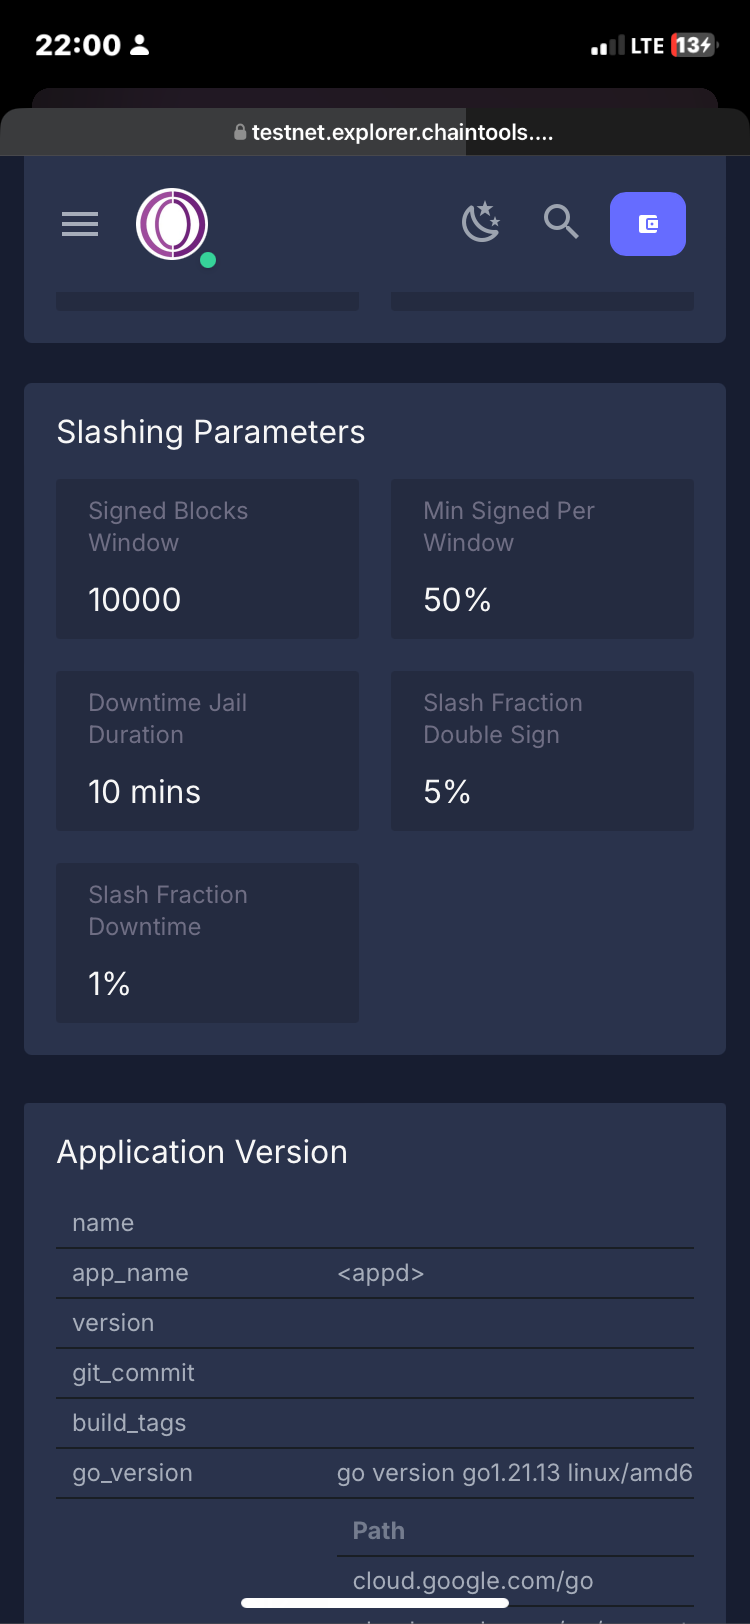 22:00
LTE 13
testnet.explorer.chaintools....
Slashing Parameters
Signed Blocks
Window
10000
Min Signed Per
Window
50%
Downtime Jail
Duration
10 mins
Slash Fraction
Double Sign
5%
Slash Fraction
Downtime
1%
Application Version
name
app_name <appd>
version
git_commit
build_tags
go_version go version go1.21.13 linux/amd6
Path
cloud.google.com/go